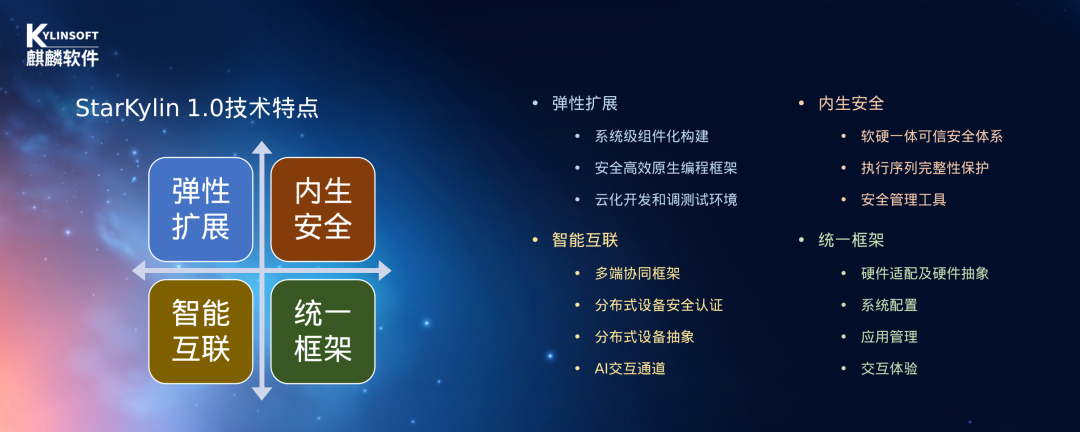 KYLINSOFT
麒麟软件
StarKylin 1.0技术特点
弹性
扩展
内生
安全
智能
互联
统一
框架
• 弹性扩展
• 系统级组件化构建
• 安全高效原生编程框架
• 云化开发和调测试环境
• 智能互联
• 多端协同框架
• 分布式设备安全认证
• 分布式设备抽象
• AI交互通道
• 内生安全
• 软硬一体可信安全体系
• 执行序列完整性保护
• 安全管理工具
• 统一框架
• 硬件适配及硬件抽象
• 系统配置
• 应用管理
• 交互体验